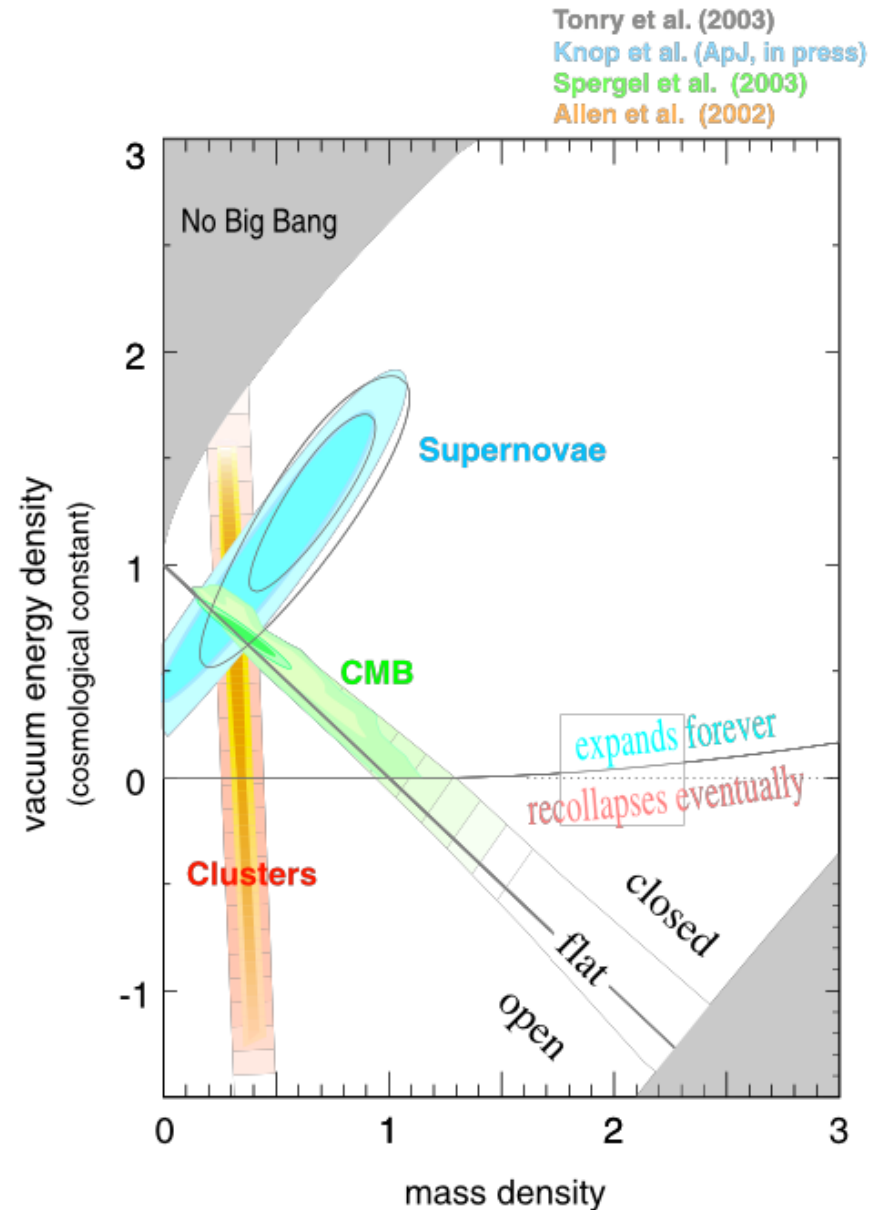 Tonry et al. (2003)
Knop et al. (ApJ, in press)
Spergel et al. (2003)
Allen et al. (2002)
3
No Big Bang
2
Supernovae
vacuum energy density
(cosmological constant)
1
CMB
expands forever
0
recollapses eventually
Clusters
closed
flat
-1
open
0 1 2 3
mass density